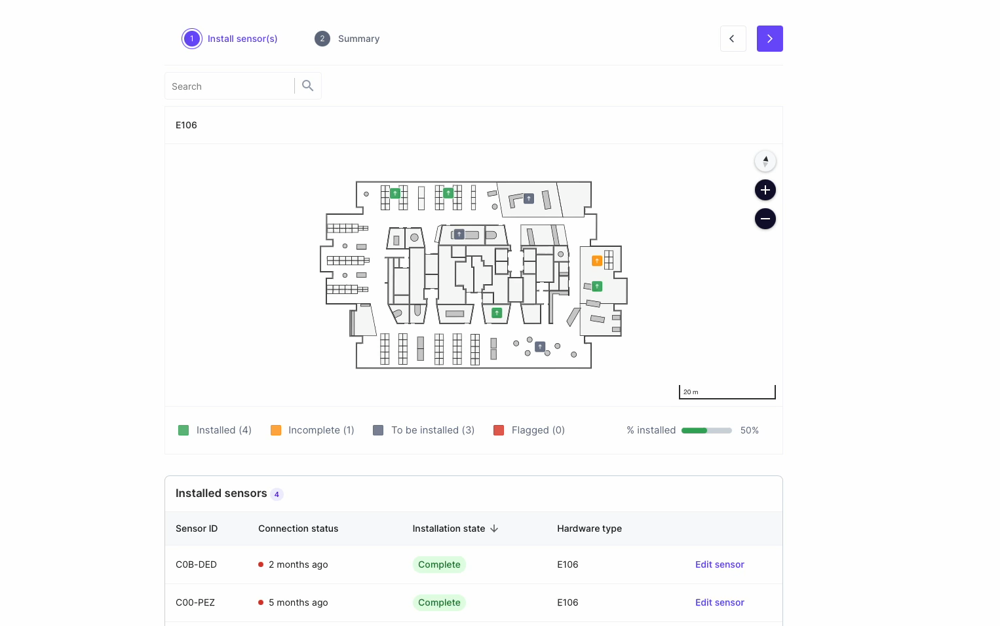 1 Install sensor(s) 2 Summary
Search
E106
20 m
Installed (4) Incomplete (1) To be installed (3) Flagged (0) % installed 50%
Installed sensors 4
Sensor ID Connection status Installation state Hardware type
C0B-DED 2 months ago Complete E106 Edit sensor
C00-PEZ 5 months ago Complete E106 Edit sensor